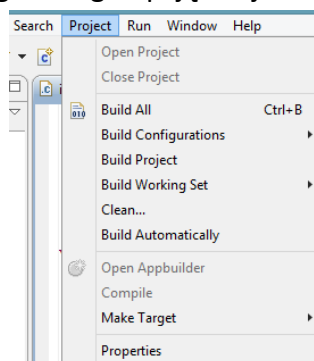 Search Project Run Window Help
Open Project
Close Project
Build All Ctrl+B
Build Configurations
Build Project
Build Working Set
Clean...
Build Automatically
Open Appbuilder
Compile
Make Target
Properties